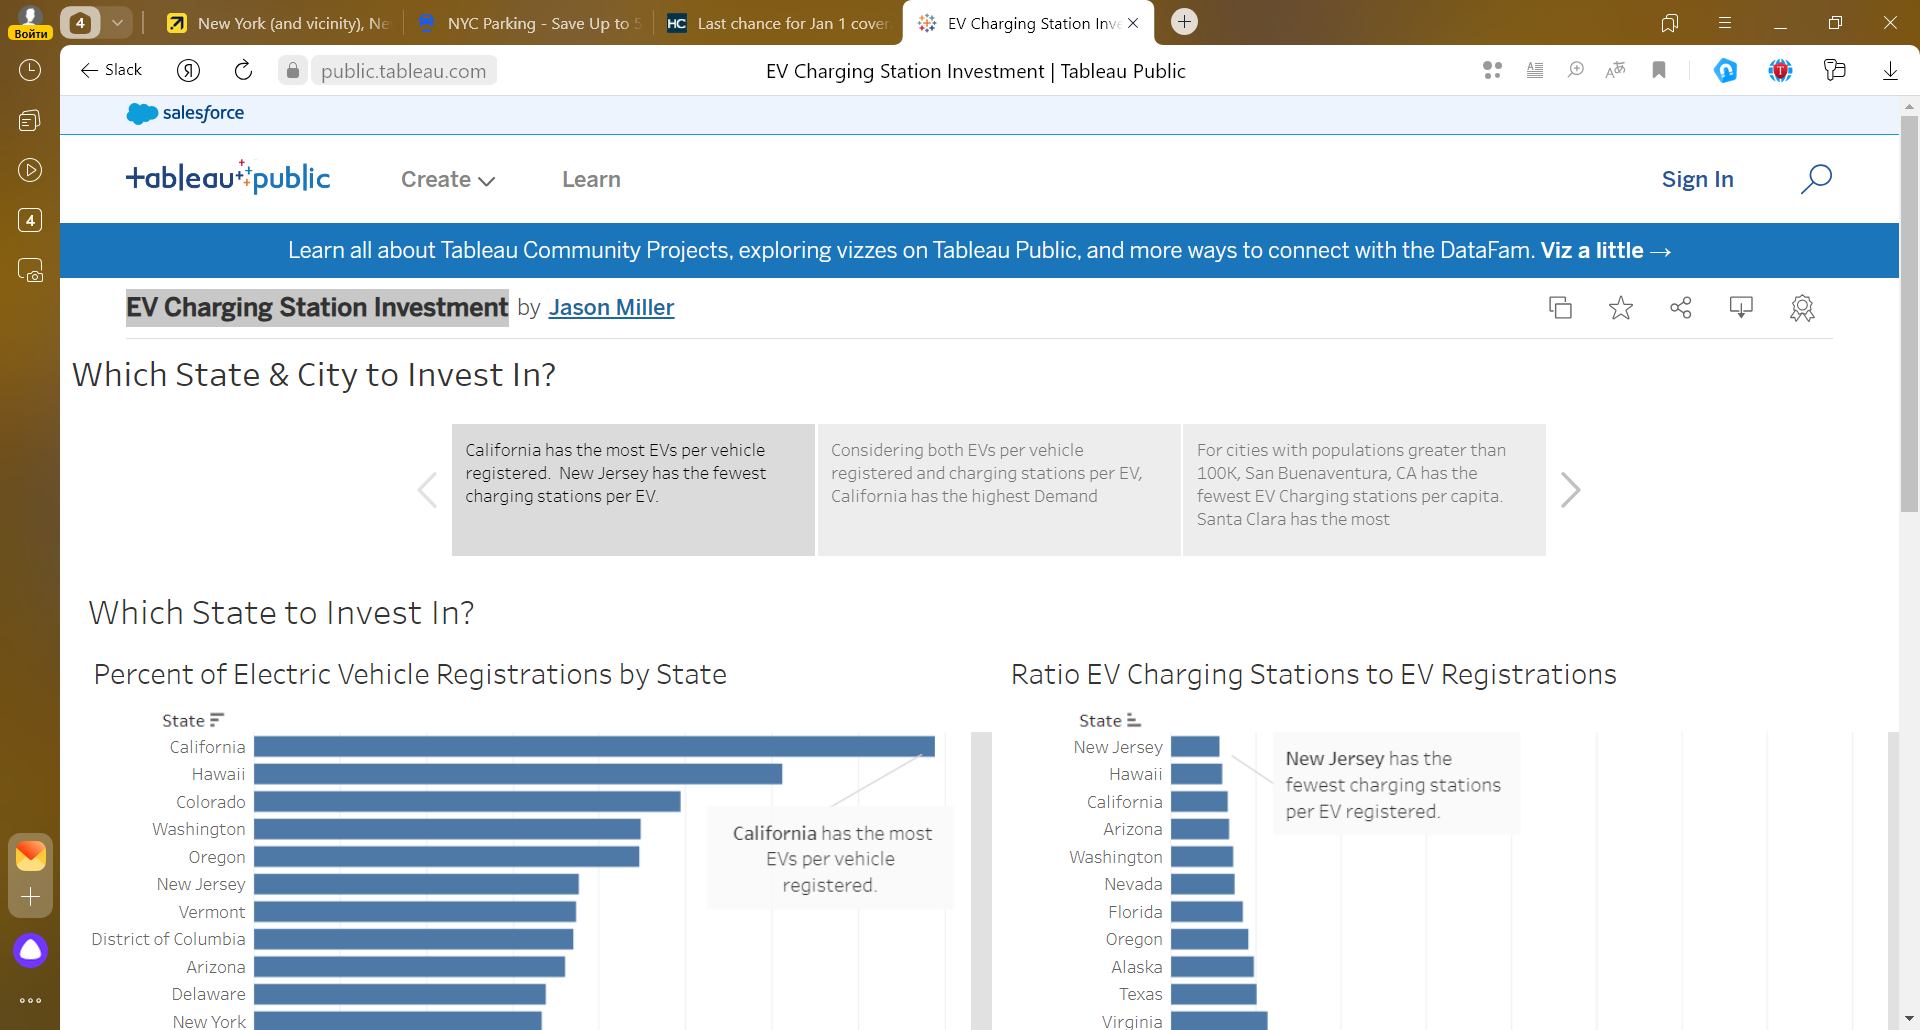 4
New York (and vicinity), Ne
NYC Parking - Save Up to 5
HC
Last chance for Jan 1 cover
EV Charging Station Inve
Войти
Slack
Я
public.tableau.com
EV Charging Station Investment | Tableau Public
4
salesforce
tableau public
Create
Learn
Sign In
Learn all about Tableau Community Projects, exploring vizzes on Tableau Public, and more ways to connect with the DataFam. Viz a little →
EV Charging Station Investment by Jason Miller
Which State & City to Invest In?
California has the most EVs per vehicle
registered. New Jersey has the fewest
charging stations per EV.
Considering both EVs per vehicle
registered and charging stations per EV,
California has the highest Demand
For cities with populations greater than
100K, San Buenaventura, CA has the
fewest EV Charging stations per capita.
Santa Clara has the most
Which State to Invest In?
Percent of Electric Vehicle Registrations by State
State
California
Hawaii
Colorado
Washington
Oregon
New Jersey
Vermont
District of Columbia
Arizona
Delaware
New York
California has the most
EVs per vehicle
registered.
Ratio EV Charging Stations to EV Registrations
State
New Jersey
Hawaii
California
Arizona
Washington
Nevada
Florida
Oregon
Alaska
Texas
Virginia
New Jersey has the
fewest charging stations
per EV registered.